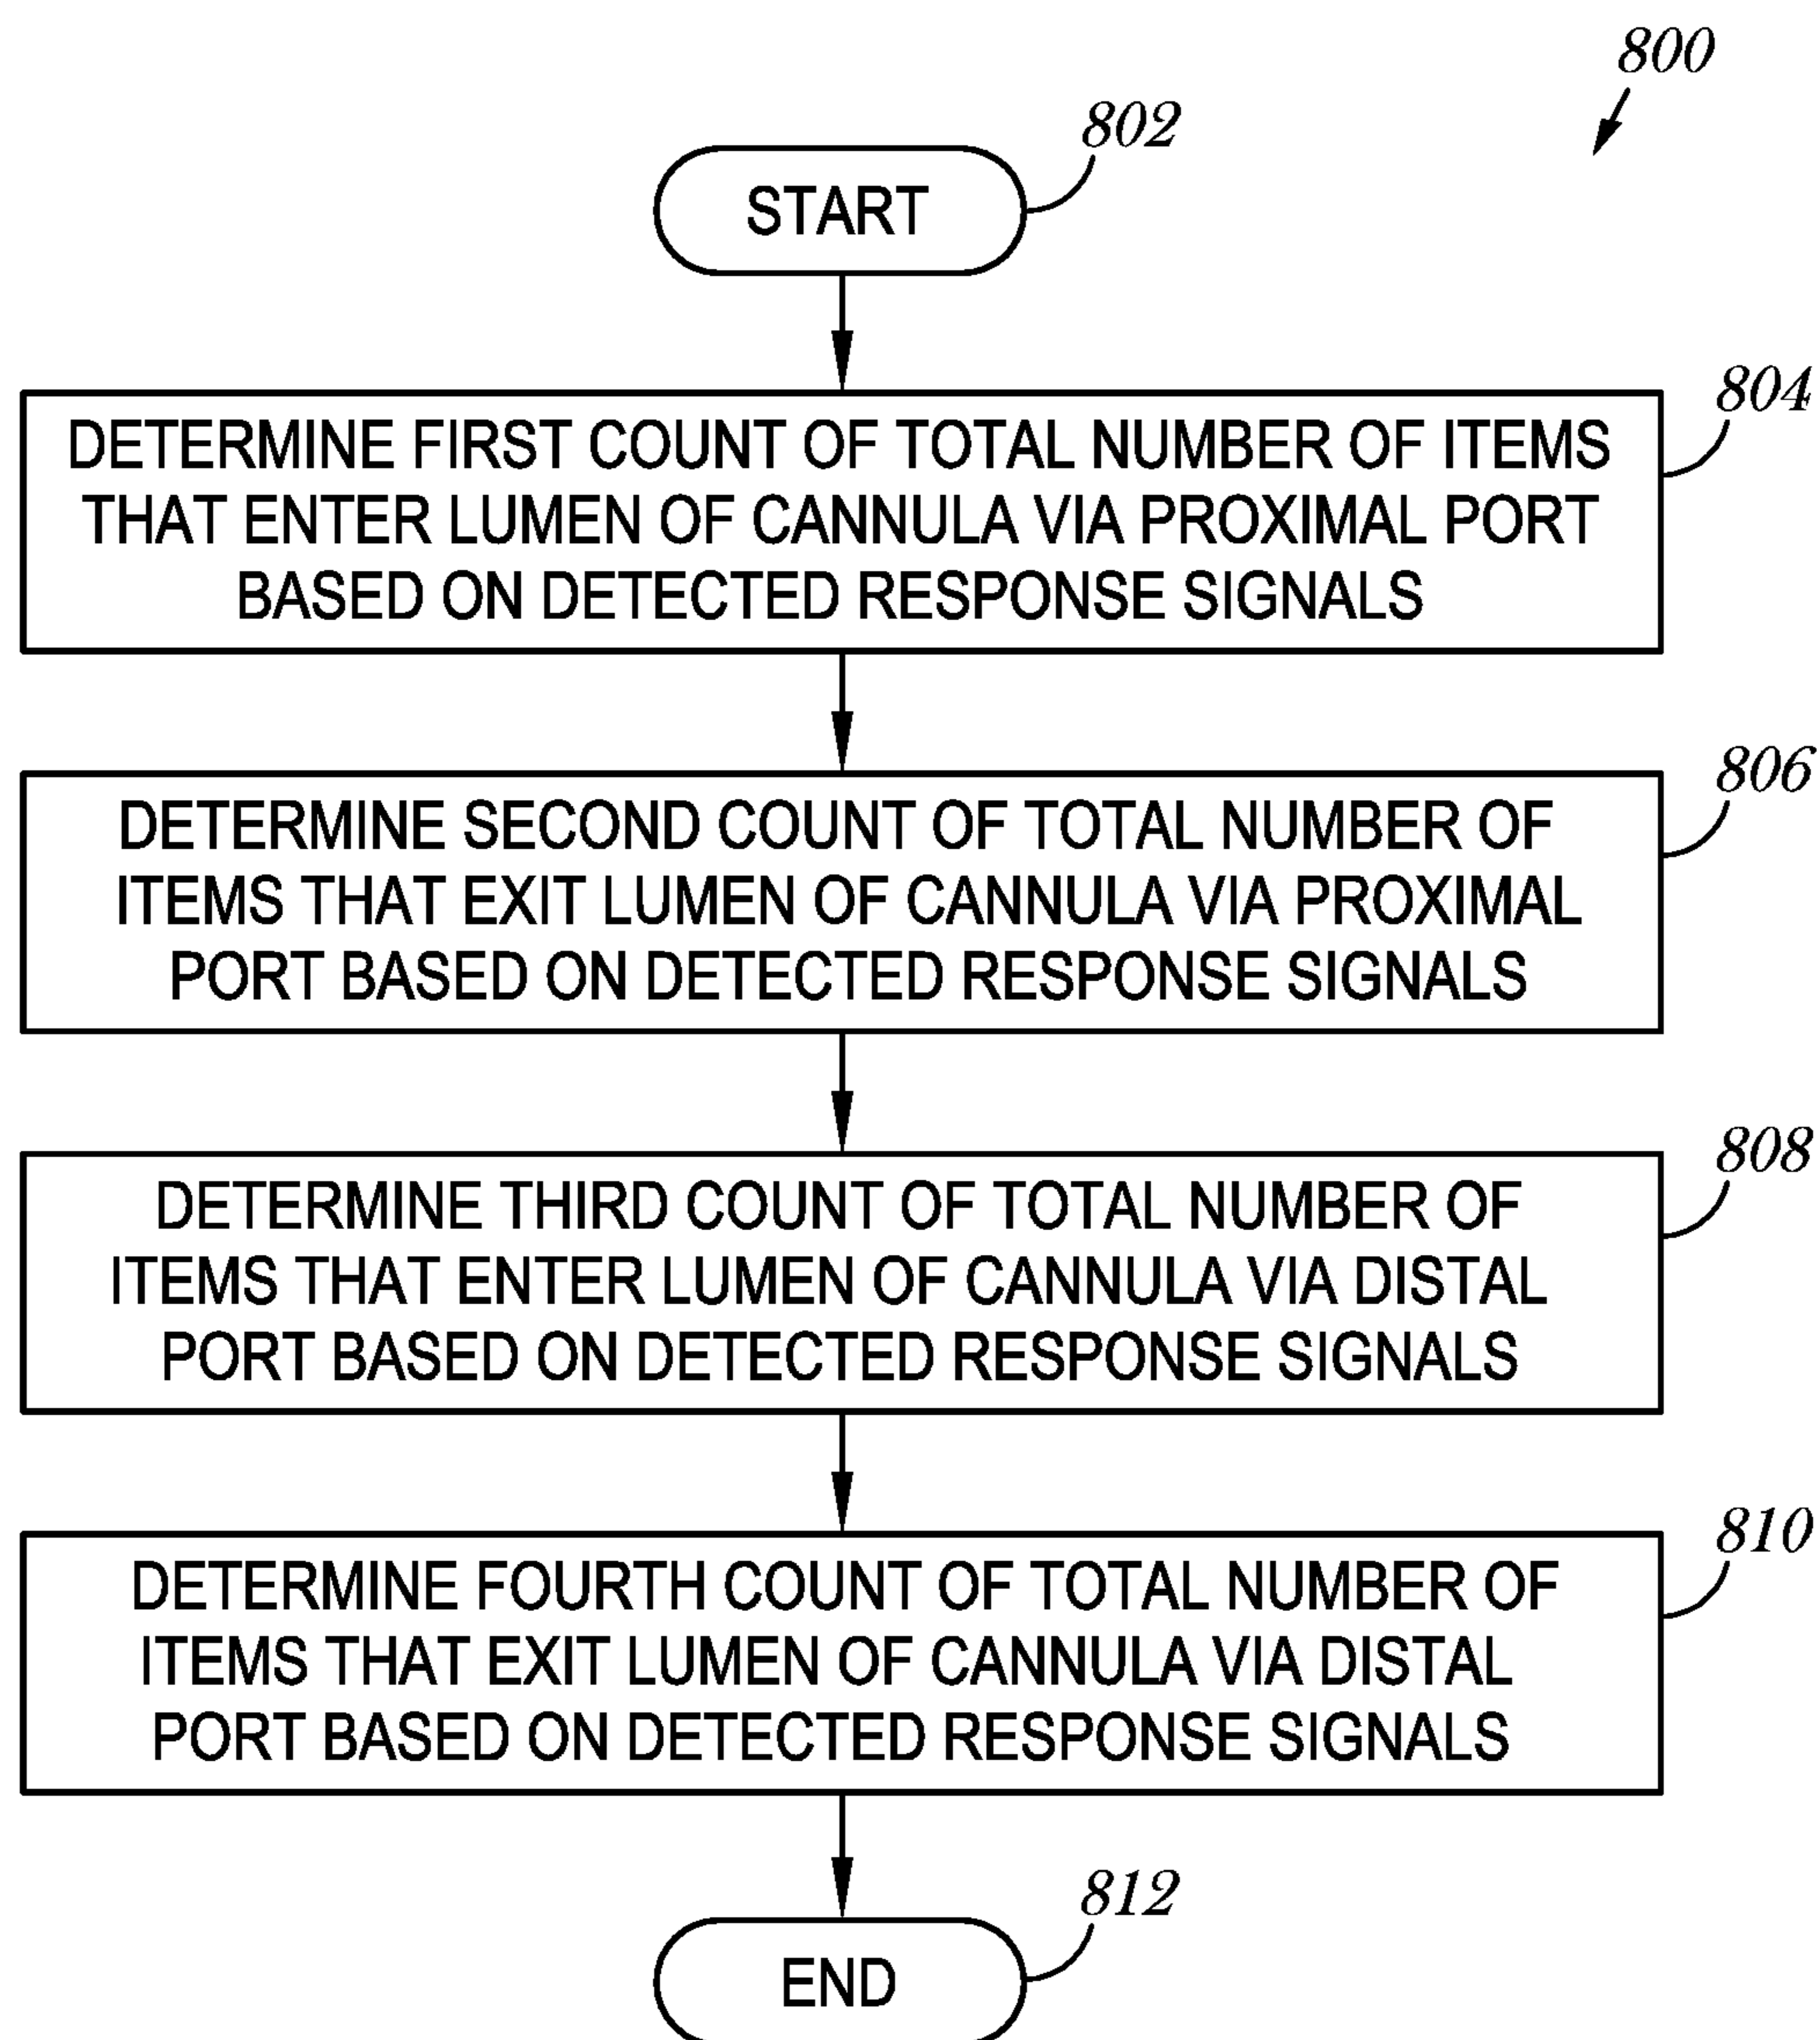 800
802
START
804
DETERMINE FIRST COUNT OF TOTAL NUMBER OF ITEMS
THAT ENTER LUMEN OF CANNULA VIA PROXIMAL PORT
BASED ON DETECTED RESPONSE SIGNALS
806
DETERMINE SECOND COUNT OF TOTAL NUMBER OF
ITEMS THAT EXIT LUMEN OF CANNULA VIA PROXIMAL
PORT BASED ON DETECTED RESPONSE SIGNALS
808
DETERMINE THIRD COUNT OF TOTAL NUMBER OF
ITEMS THAT ENTER LUMEN OF CANNULA VIA DISTAL
PORT BASED ON DETECTED RESPONSE SIGNALS
810
DETERMINE FOURTH COUNT OF TOTAL NUMBER OF
ITEMS THAT EXIT LUMEN OF CANNULA VIA DISTAL
PORT BASED ON DETECTED RESPONSE SIGNALS
812
END